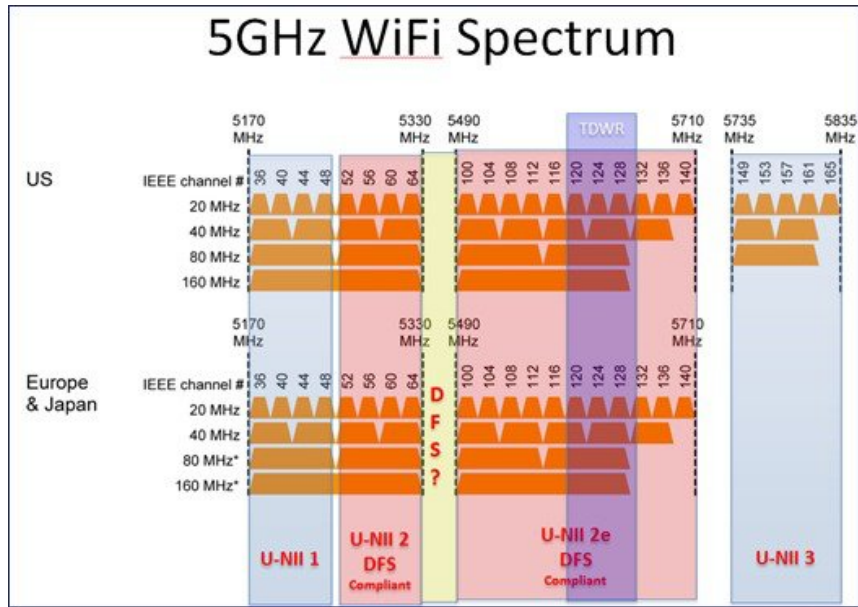 5GHz WiFi Spectrum
5170 MHz 5330 MHz 5490 MHz TDWR 5710 MHz 5735 MHz 5835 MHz
US
IEEE channel # 36 40 44 48 52 56 60 64 100 104 108 112 116 120 124 128 132 136 140 149 153 157 161 165
20 MHz
40 MHz
80 MHz
160 MHz
5170 MHz 5330 MHz 5490 MHz 5710 MHz
Europe & Japan
IEEE channel # 36 40 44 48 52 56 60 64 100 104 108 112 116 120 124 128 132 136 140
20 MHz
40 MHz
80 MHz*
160 MHz*
DFS?
U-NII 1
U-NII 2
DFS
Compliant
U-NII 2e
DFS
Compliant
U-NII 3